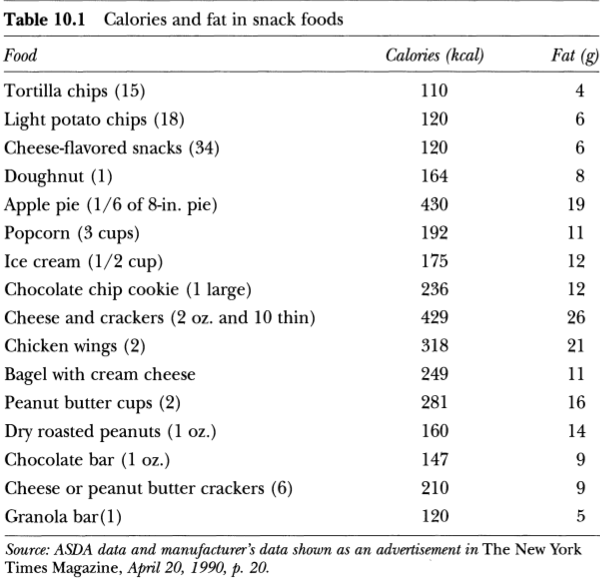 Table 10.1 Calories and fat in snack foods
Food Calories (kcal) Fat (g)
Tortilla chips (15) 110 4
Light potato chips (18) 120 6
Cheese-flavored snacks (34) 120 6
Doughnut (1) 164 8
Apple pie (1/6 of 8-in. pie) 430 19
Popcorn (3 cups) 192 11
Ice cream (1/2 cup) 175 12
Chocolate chip cookie (1 large) 236 12
Cheese and crackers (2 oz. and 10 thin) 429 26
Chicken wings (2) 318 21
Bagel with cream cheese 249 11
Peanut butter cups (2) 281 16
Dry roasted peanuts (1 oz.) 160 14
Chocolate bar (1 oz.) 147 9
Cheese or peanut butter crackers (6) 210 9
Granola bar(1) 120 5
Source: ASDA data and manufacturer's data shown as an advertisement in The New York
Times Magazine, April 20, 1990, p. 20.